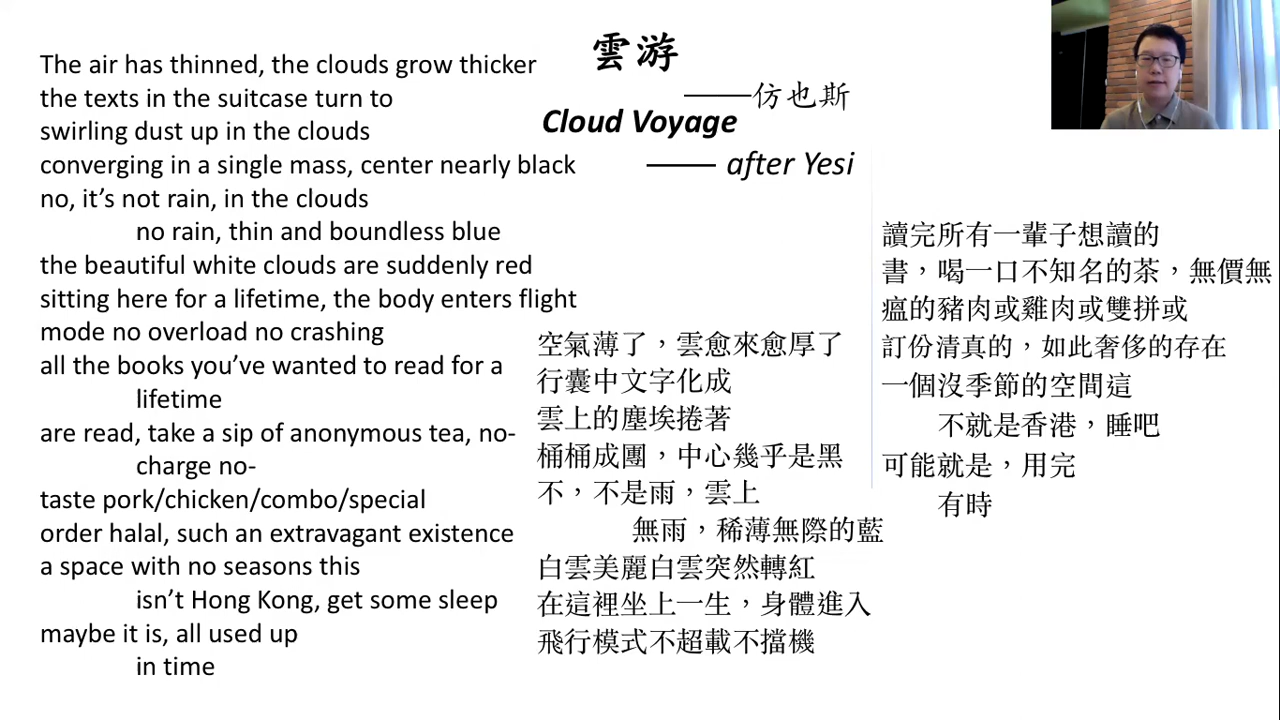 雲游
——仿也斯
Cloud Voyage
—— after Yesi
The air has thinned, the clouds grow thicker
the texts in the suitcase turn to
swirling dust up in the clouds
converging in a single mass, center nearly black
no, it’s not rain, in the clouds
no rain, thin and boundless blue
the beautiful white clouds are suddenly red
sitting here for a lifetime, the body enters flight
mode no overload no crashing
all the books you’ve wanted to read for a
lifetime
are read, take a sip of anonymous tea, no-
charge no-
taste pork/chicken/combo/special
order halal, such an extravagant existence
a space with no seasons this
isn’t Hong Kong, get some sleep
maybe it is, all used up
in time
空氣薄了，雲愈來愈厚了
行囊中文字化成
雲上的塵埃捲著
桶桶成團，中心幾乎是黑
不，不是雨，雲上
無雨，稀薄無際的藍
白雲美麗白雲突然轉紅
在這裡坐上一生，身體進入
飛行模式不超載不擋機
讀完所有一輩子想讀的
書，喝一口不知名的茶，無價無
瘟的豬肉或雞肉或雙拼或
訂份清真的，如此奢侈的存在
一個沒季節的空間這
不就是香港，睡吧
可能就是，用完
有時